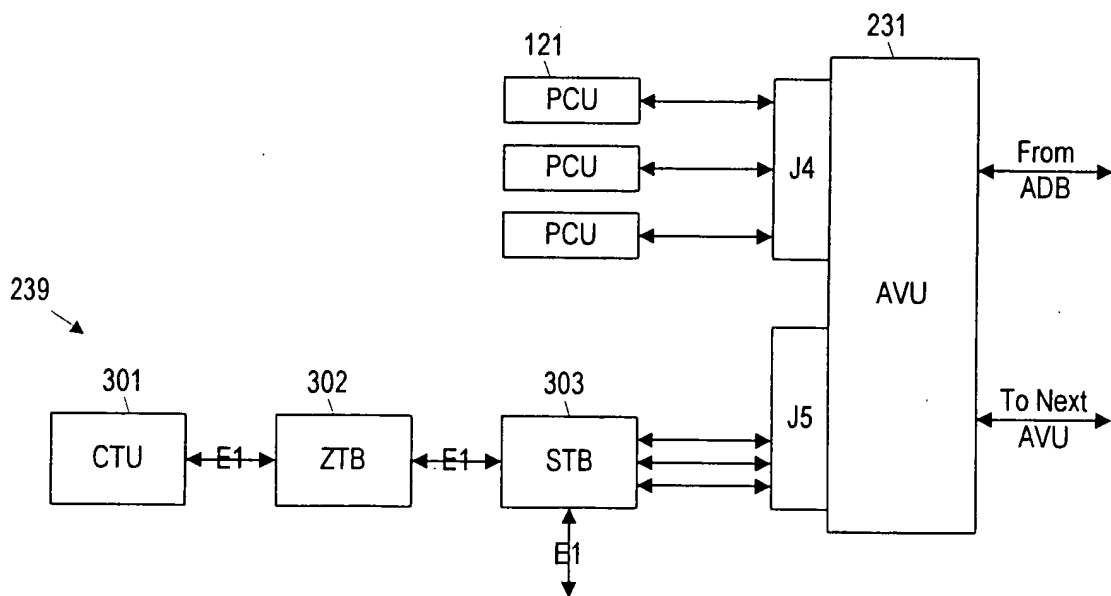 121
231
PCU
PCU
PCU
J4
From
ADB
AVU
239
301
302
303
CTU
E1
ZTB
E1
STB
J5
To Next
AVU
E1